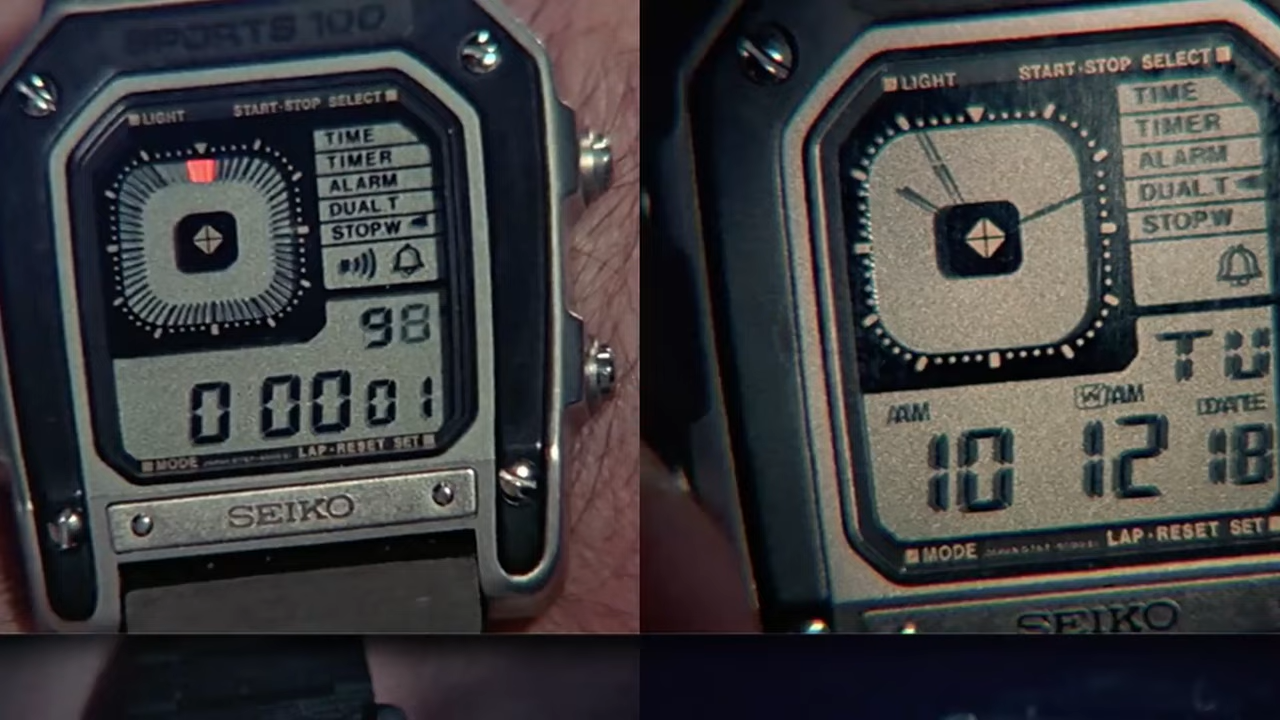 SPORTS 100
LIGHT START·STOP SELECT
TIME
TIMER
ALARM
DUAL.T
STOP.W
98
0 00001
MODE LAP·RESET SET
SEIKO
LIGHT START·STOP SELECT
TIME
TIMER
ALARM
DUAL.T
STOP.W
TU
AM AM DATE
10 12 18
MODE LAP·RESET SET
SEIKO